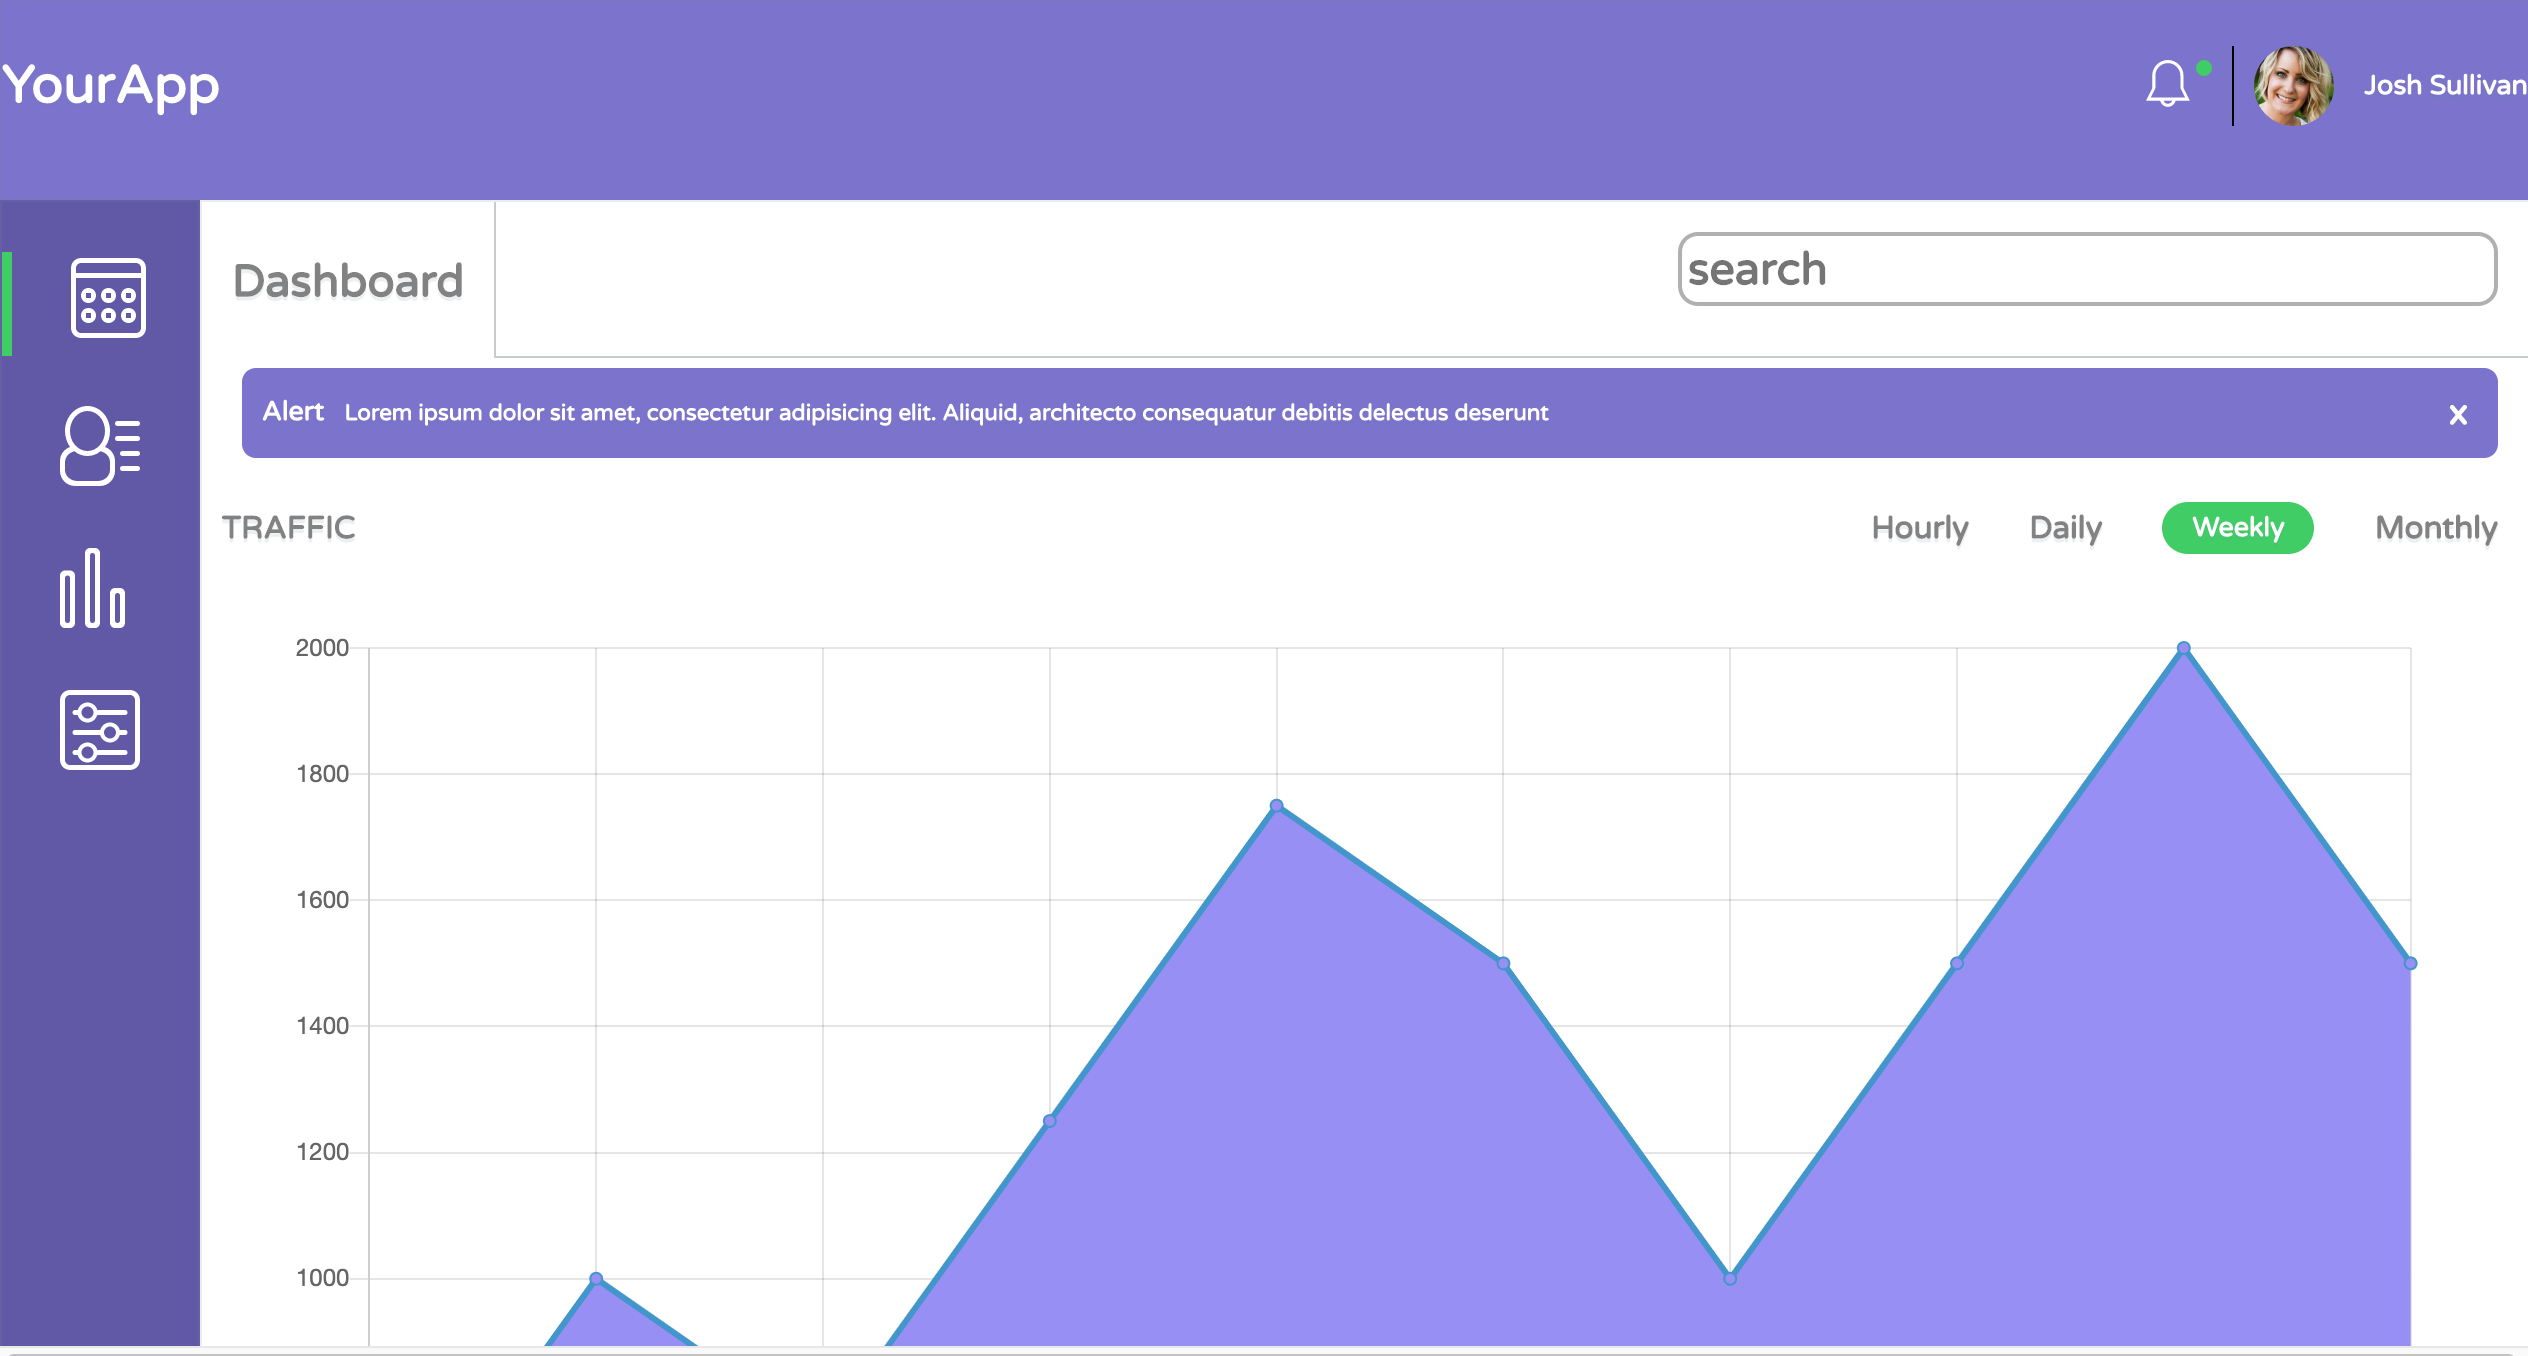 YourApp
Josh Sullivan
Dashboard
search
Alert Lorem ipsum dolor sit amet, consectetur adipisicing elit. Aliquid, architecto consequatur debitis delectus deserunt x
TRAFFIC Hourly Daily Weekly Monthly
2000
1800
1600
1400
1200
1000